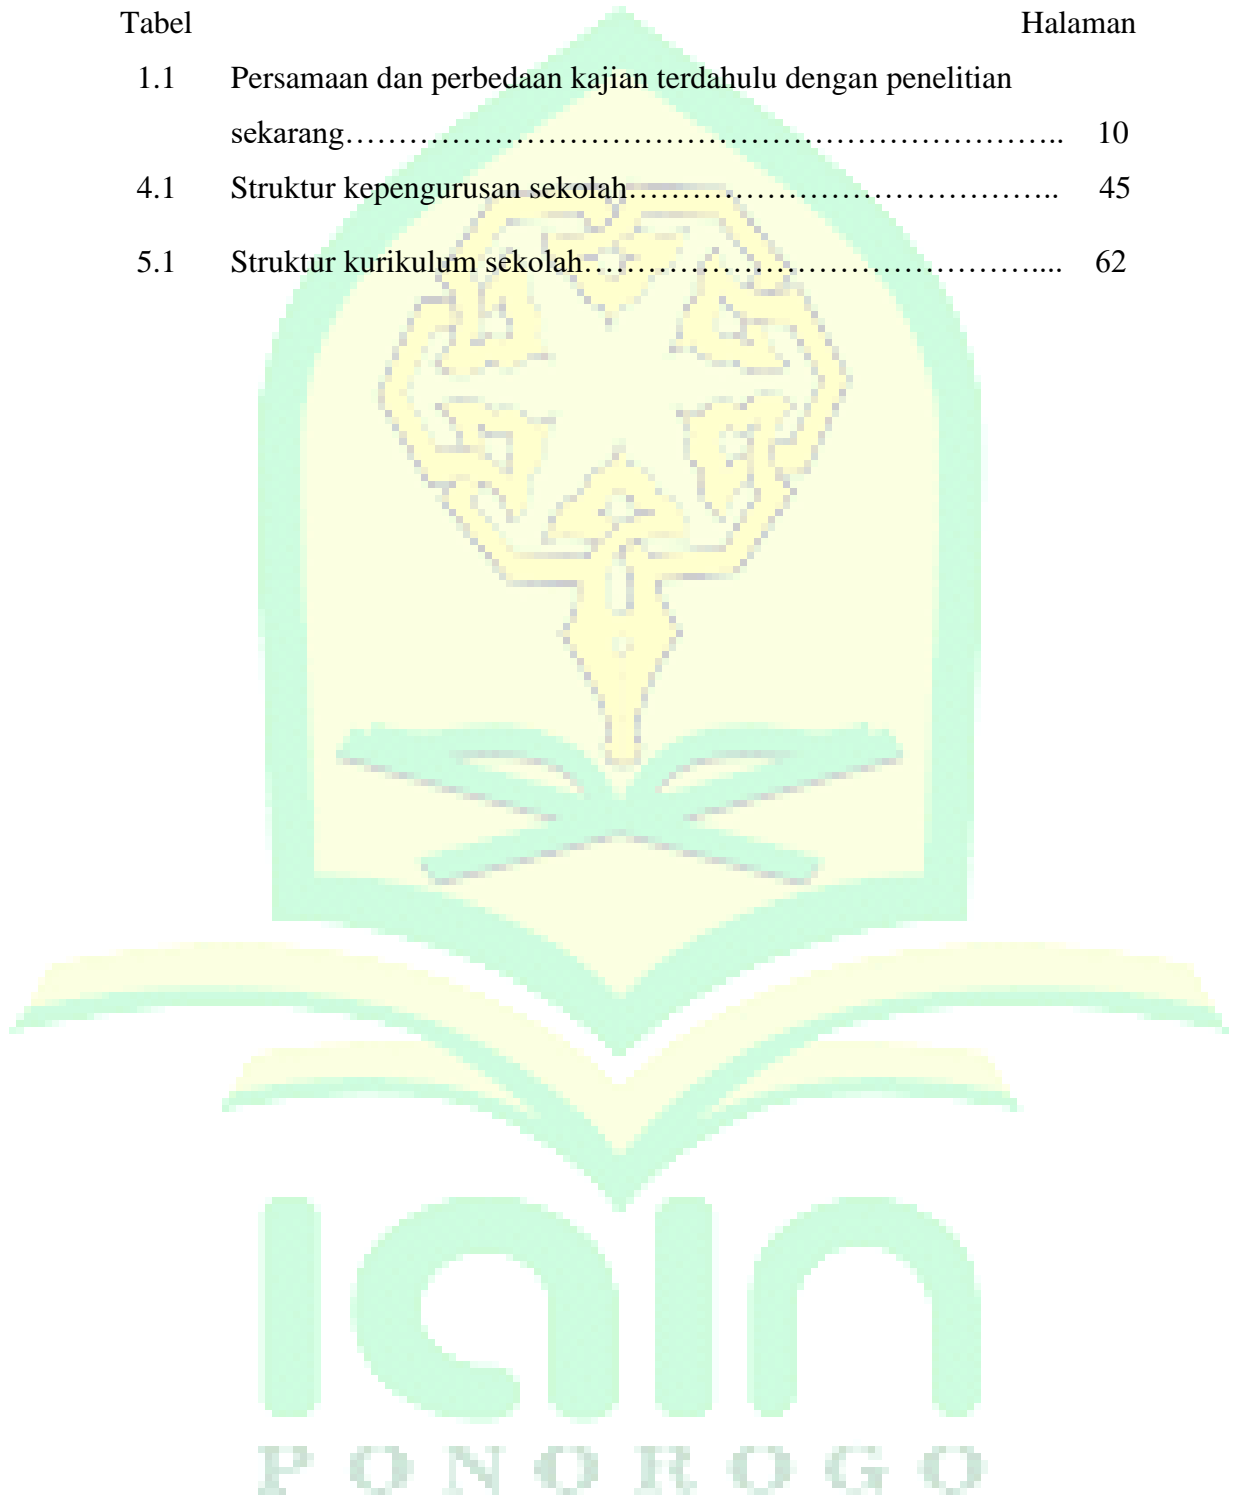 Tabel Halaman
1.1 Persamaan dan perbedaan kajian terdahulu dengan penelitian
sekarang……………………………………………………….. 10
4.1 Struktur kepengurusan sekolah……………………………….. 45
5.1 Struktur kurikulum sekolah…………………………………..... 62
iain
PONOROGO